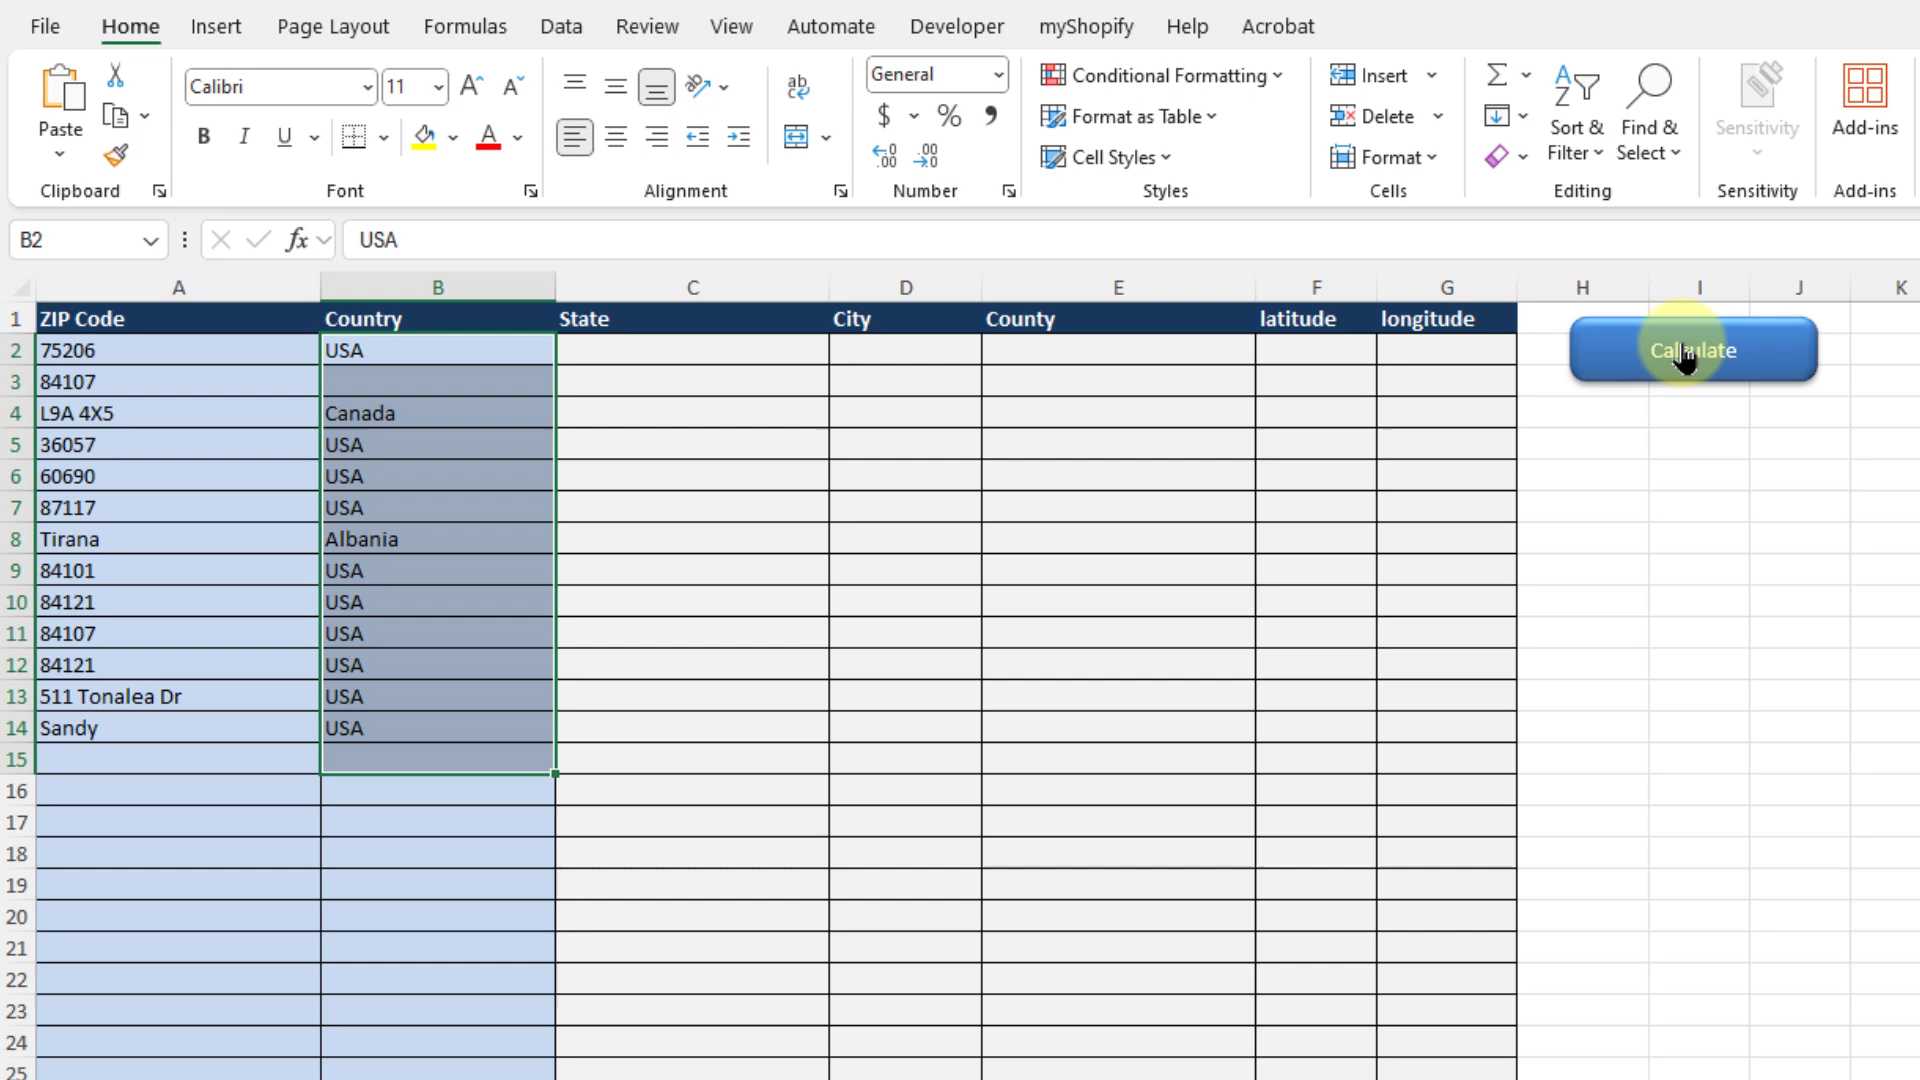 File Home Insert Page Layout Formulas Data Review View Automate Developer myShopify Help Acrobat
Paste
Clipboard
Calibri 11
B I U
Font
ab
Alignment
General
$ % ,
Number
Conditional Formatting
Format as Table
Cell Styles
Styles
Insert
Delete
Format
Cells
Sort & Filter
Find & Select
Editing
Sensitivity
Sensitivity
Add-ins
Add-ins
B2 fx USA
A B C D E F G H I J K
1 ZIP Code Country State City County latitude longitude
Calculate
2 75206 USA
3 84107
4 L9A 4X5 Canada
5 36057 USA
6 60690 USA
7 87117 USA
8 Tirana Albania
9 84101 USA
10 84121 USA
11 84107 USA
12 84121 USA
13 511 Tonalea Dr USA
14 Sandy USA
15
16
17
18
19
20
21
22
23
24
25